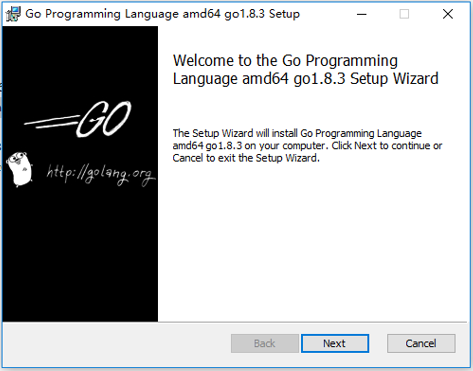 Go Programming Language amd64 go1.8.3 Setup
Welcome to the Go Programming
Language amd64 go1.8.3 Setup Wizard
GO
http://golang.org
The Setup Wizard will install Go Programming Language
amd64 go1.8.3 on your computer. Click Next to continue or
Cancel to exit the Setup Wizard.
Back
Next
Cancel